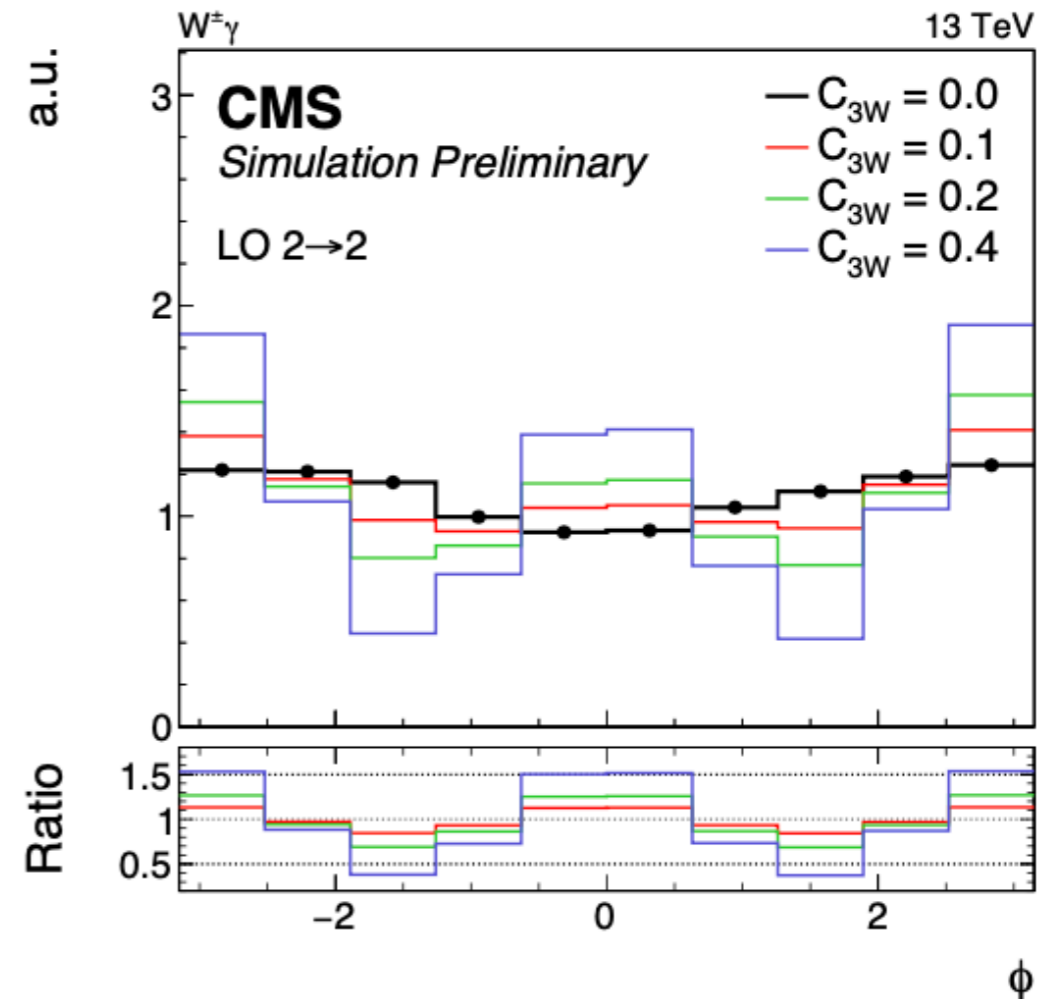 W±γ 13 TeV
a.u.
CMS
Simulation Preliminary
LO 2→2
C3W = 0.0
C3W = 0.1
C3W = 0.2
C3W = 0.4
3
2
1
0
Ratio
1.5
1
0.5
−2 0 2
ϕ